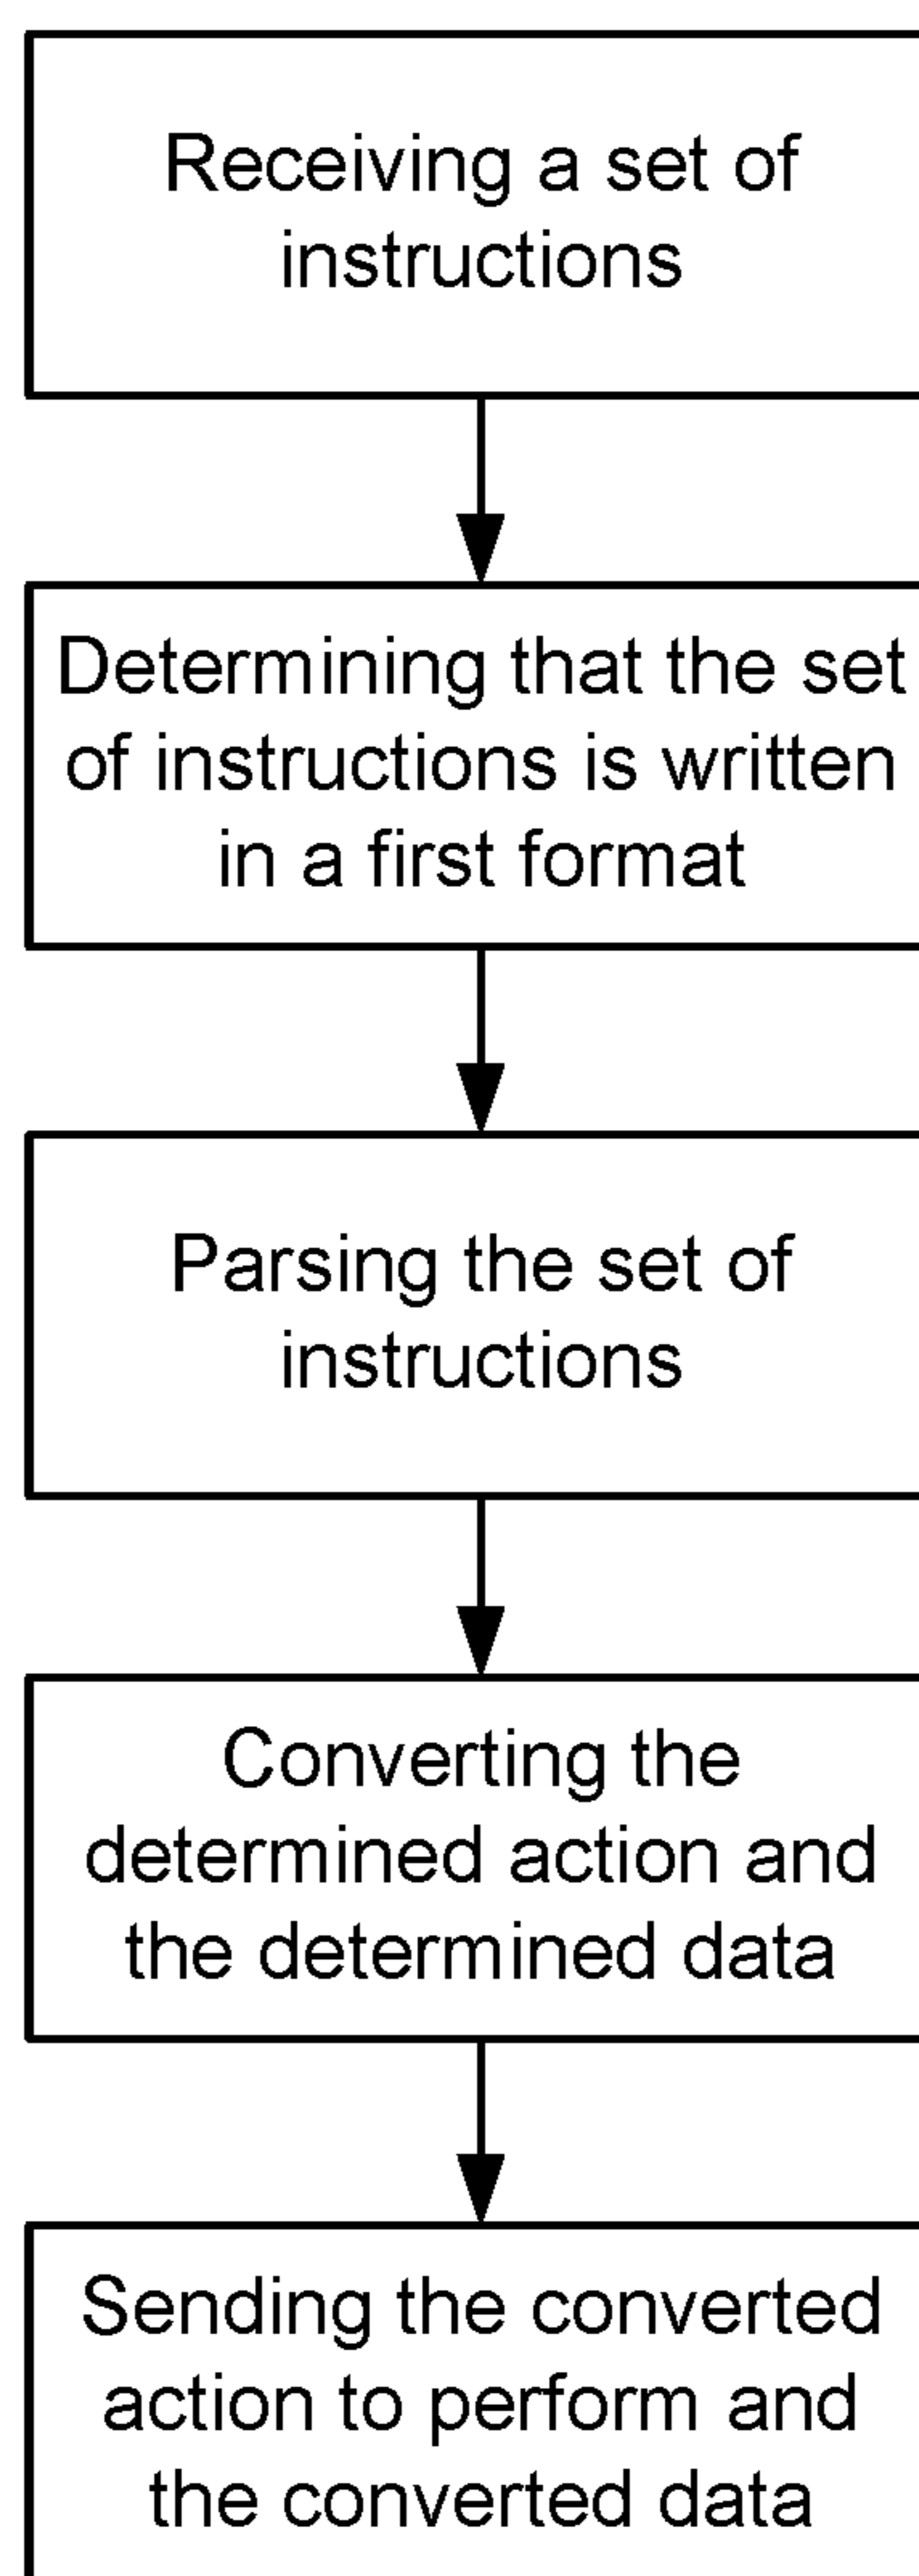 Receiving a set of
instructions
Determining that the set
of instructions is written
in a first format
Parsing the set of
instructions
Converting the
determined action and
the determined data
Sending the converted
action to perform and
the converted data